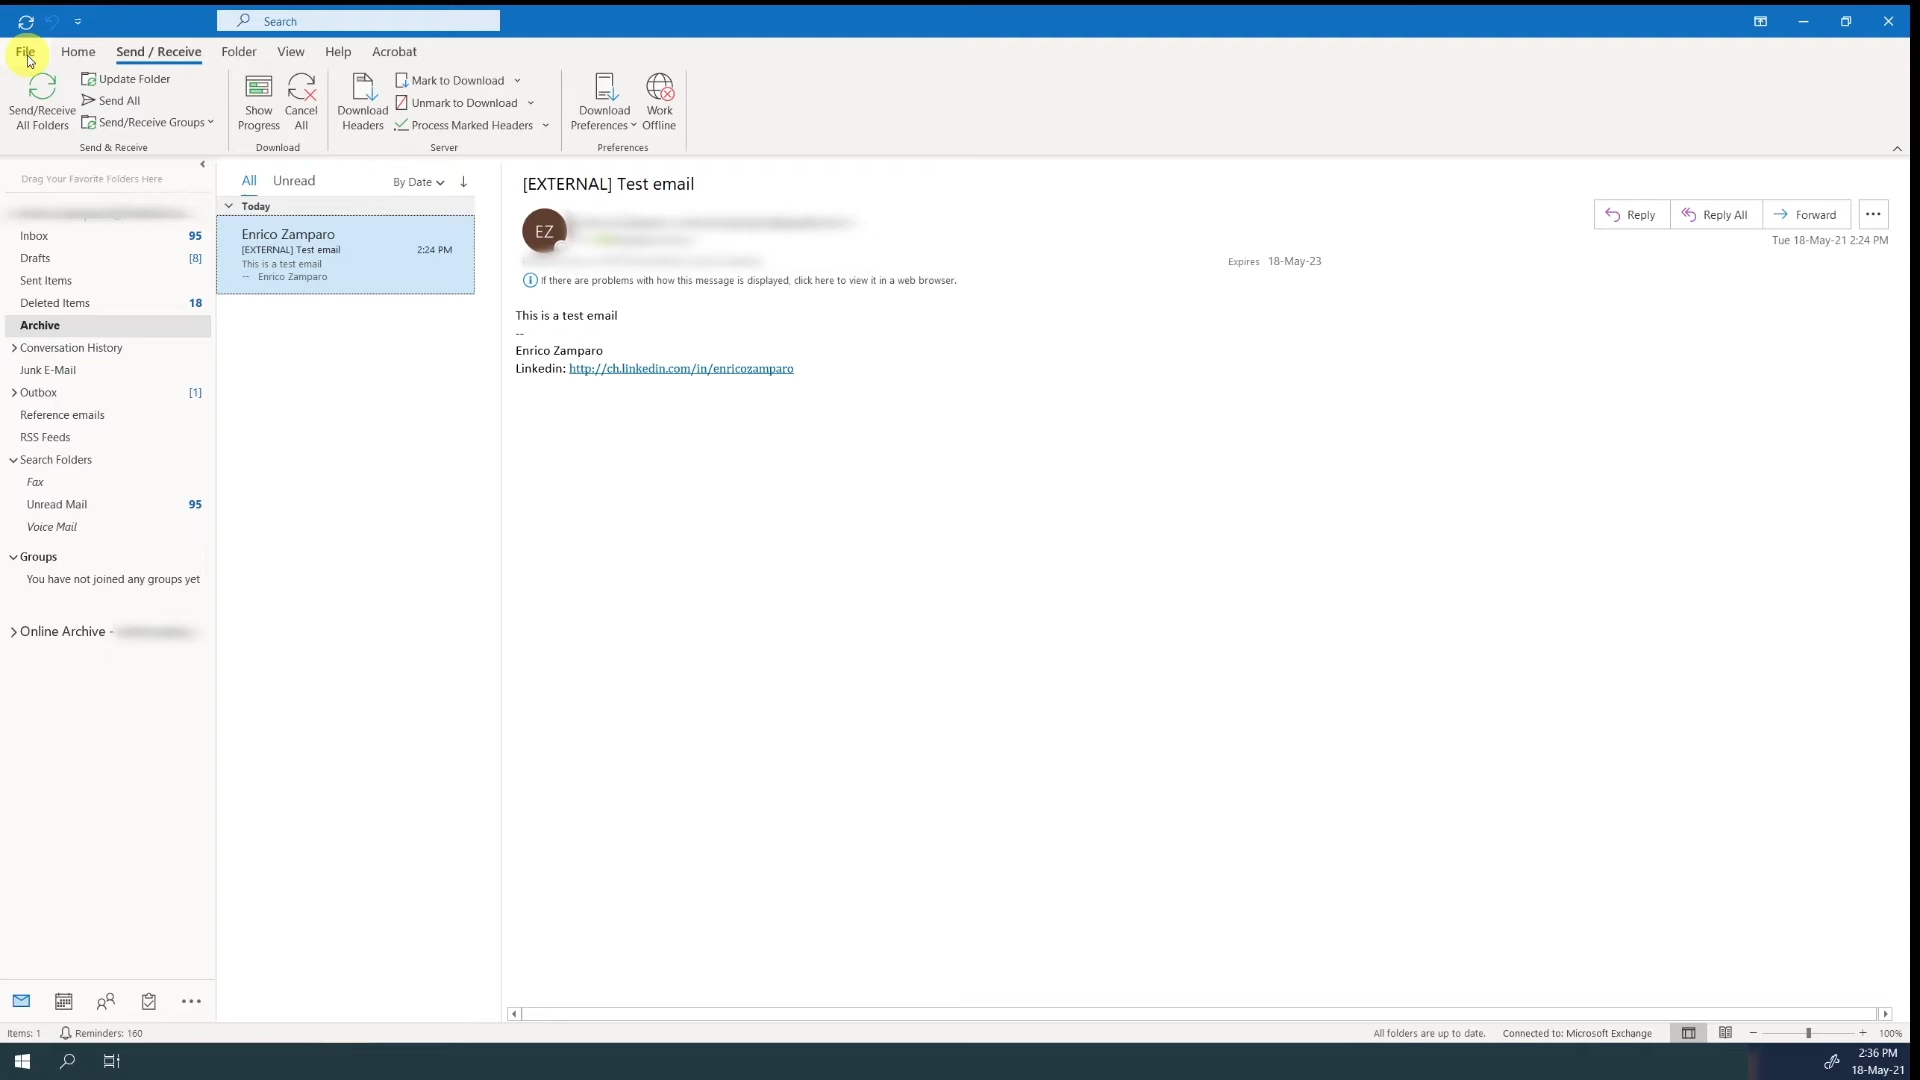 Search
File Home Send / Receive Folder View Help Acrobat
Send/Receive All Folders
Update Folder
Send All
Send/Receive Groups
Send & Receive
Show Progress
Cancel All
Download
Download Headers
Mark to Download
Unmark to Download
Process Marked Headers
Server
Download Preferences
Work Offline
Preferences
Drag Your Favorite Folders Here
Inbox 95
Drafts [8]
Sent Items
Deleted Items 18
Archive
Conversation History
Junk E-Mail
Outbox [1]
Reference emails
RSS Feeds
Search Folders
Fax
Unread Mail 95
Voice Mail
Groups
You have not joined any groups yet
Online Archive -
All Unread By Date
Today
Enrico Zamparo
[EXTERNAL] Test email 2:24 PM
This is a test email
-- Enrico Zamparo
[EXTERNAL] Test email
EZ
Reply Reply All Forward
Tue 18-May-21 2:24 PM
Expires 18-May-23
If there are problems with how this message is displayed, click here to view it in a web browser.
This is a test email
--
Enrico Zamparo
Linkedin: http://ch.linkedin.com/in/enricozamparo
Items: 1 Reminders: 160
All folders are up to date. Connected to: Microsoft Exchange 100%
2:36 PM
18-May-21